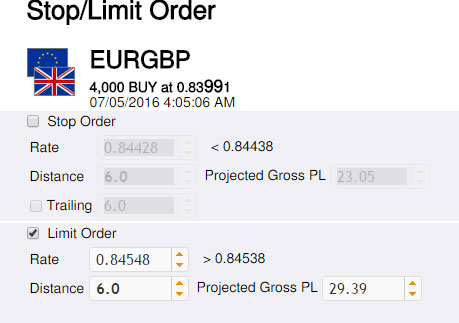 Stop/Limit Order
EURGBP
4,000 BUY at 0.83991
07/05/2016 4:05:06 AM
Stop Order
Rate 0.84428 < 0.84438
Distance 6.0 Projected Gross PL 23.05
Trailing 6.0
Limit Order
Rate 0.84548 > 0.84538
Distance 6.0 Projected Gross PL 29.39